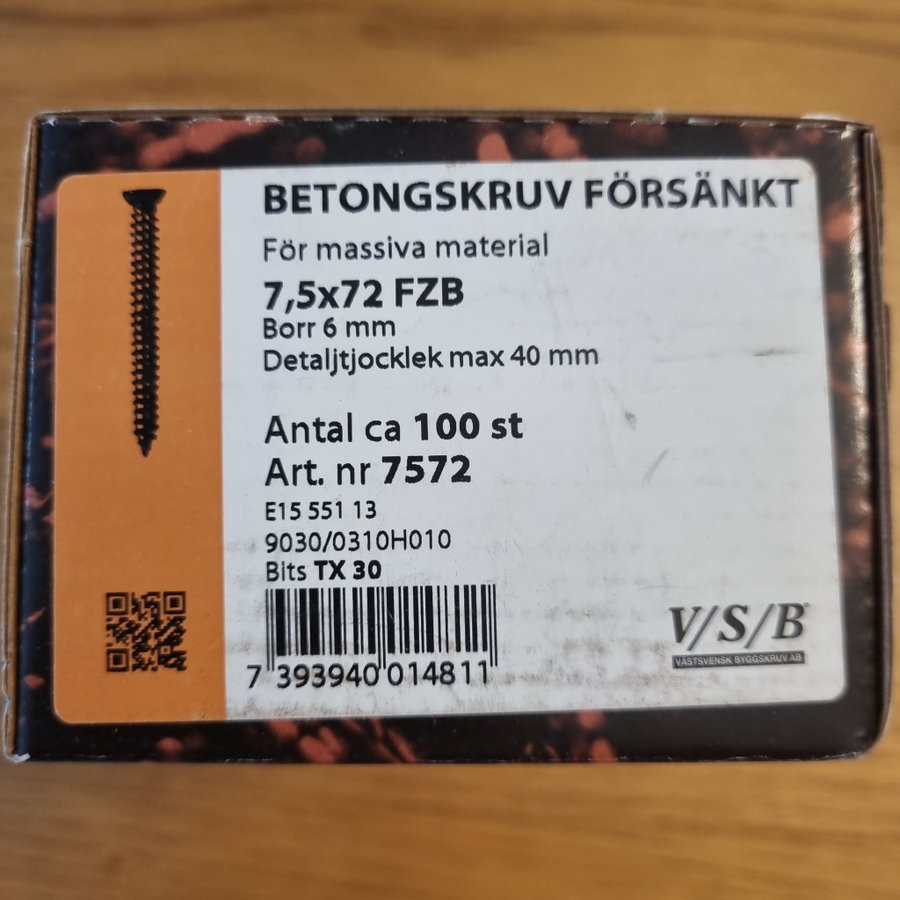 BETONGSKRUV FÖRSÄNKT
För massiva material
7,5x72 FZB
Borr 6 mm
Detaljtjocklek max 40 mm
Antal ca 100 st
Art. nr 7572
E15 551 13
9030/0310H010
Bits TX 30
7 393940 014811
V/S/B
VÄSTSVENSK BYGGSKRUV AB